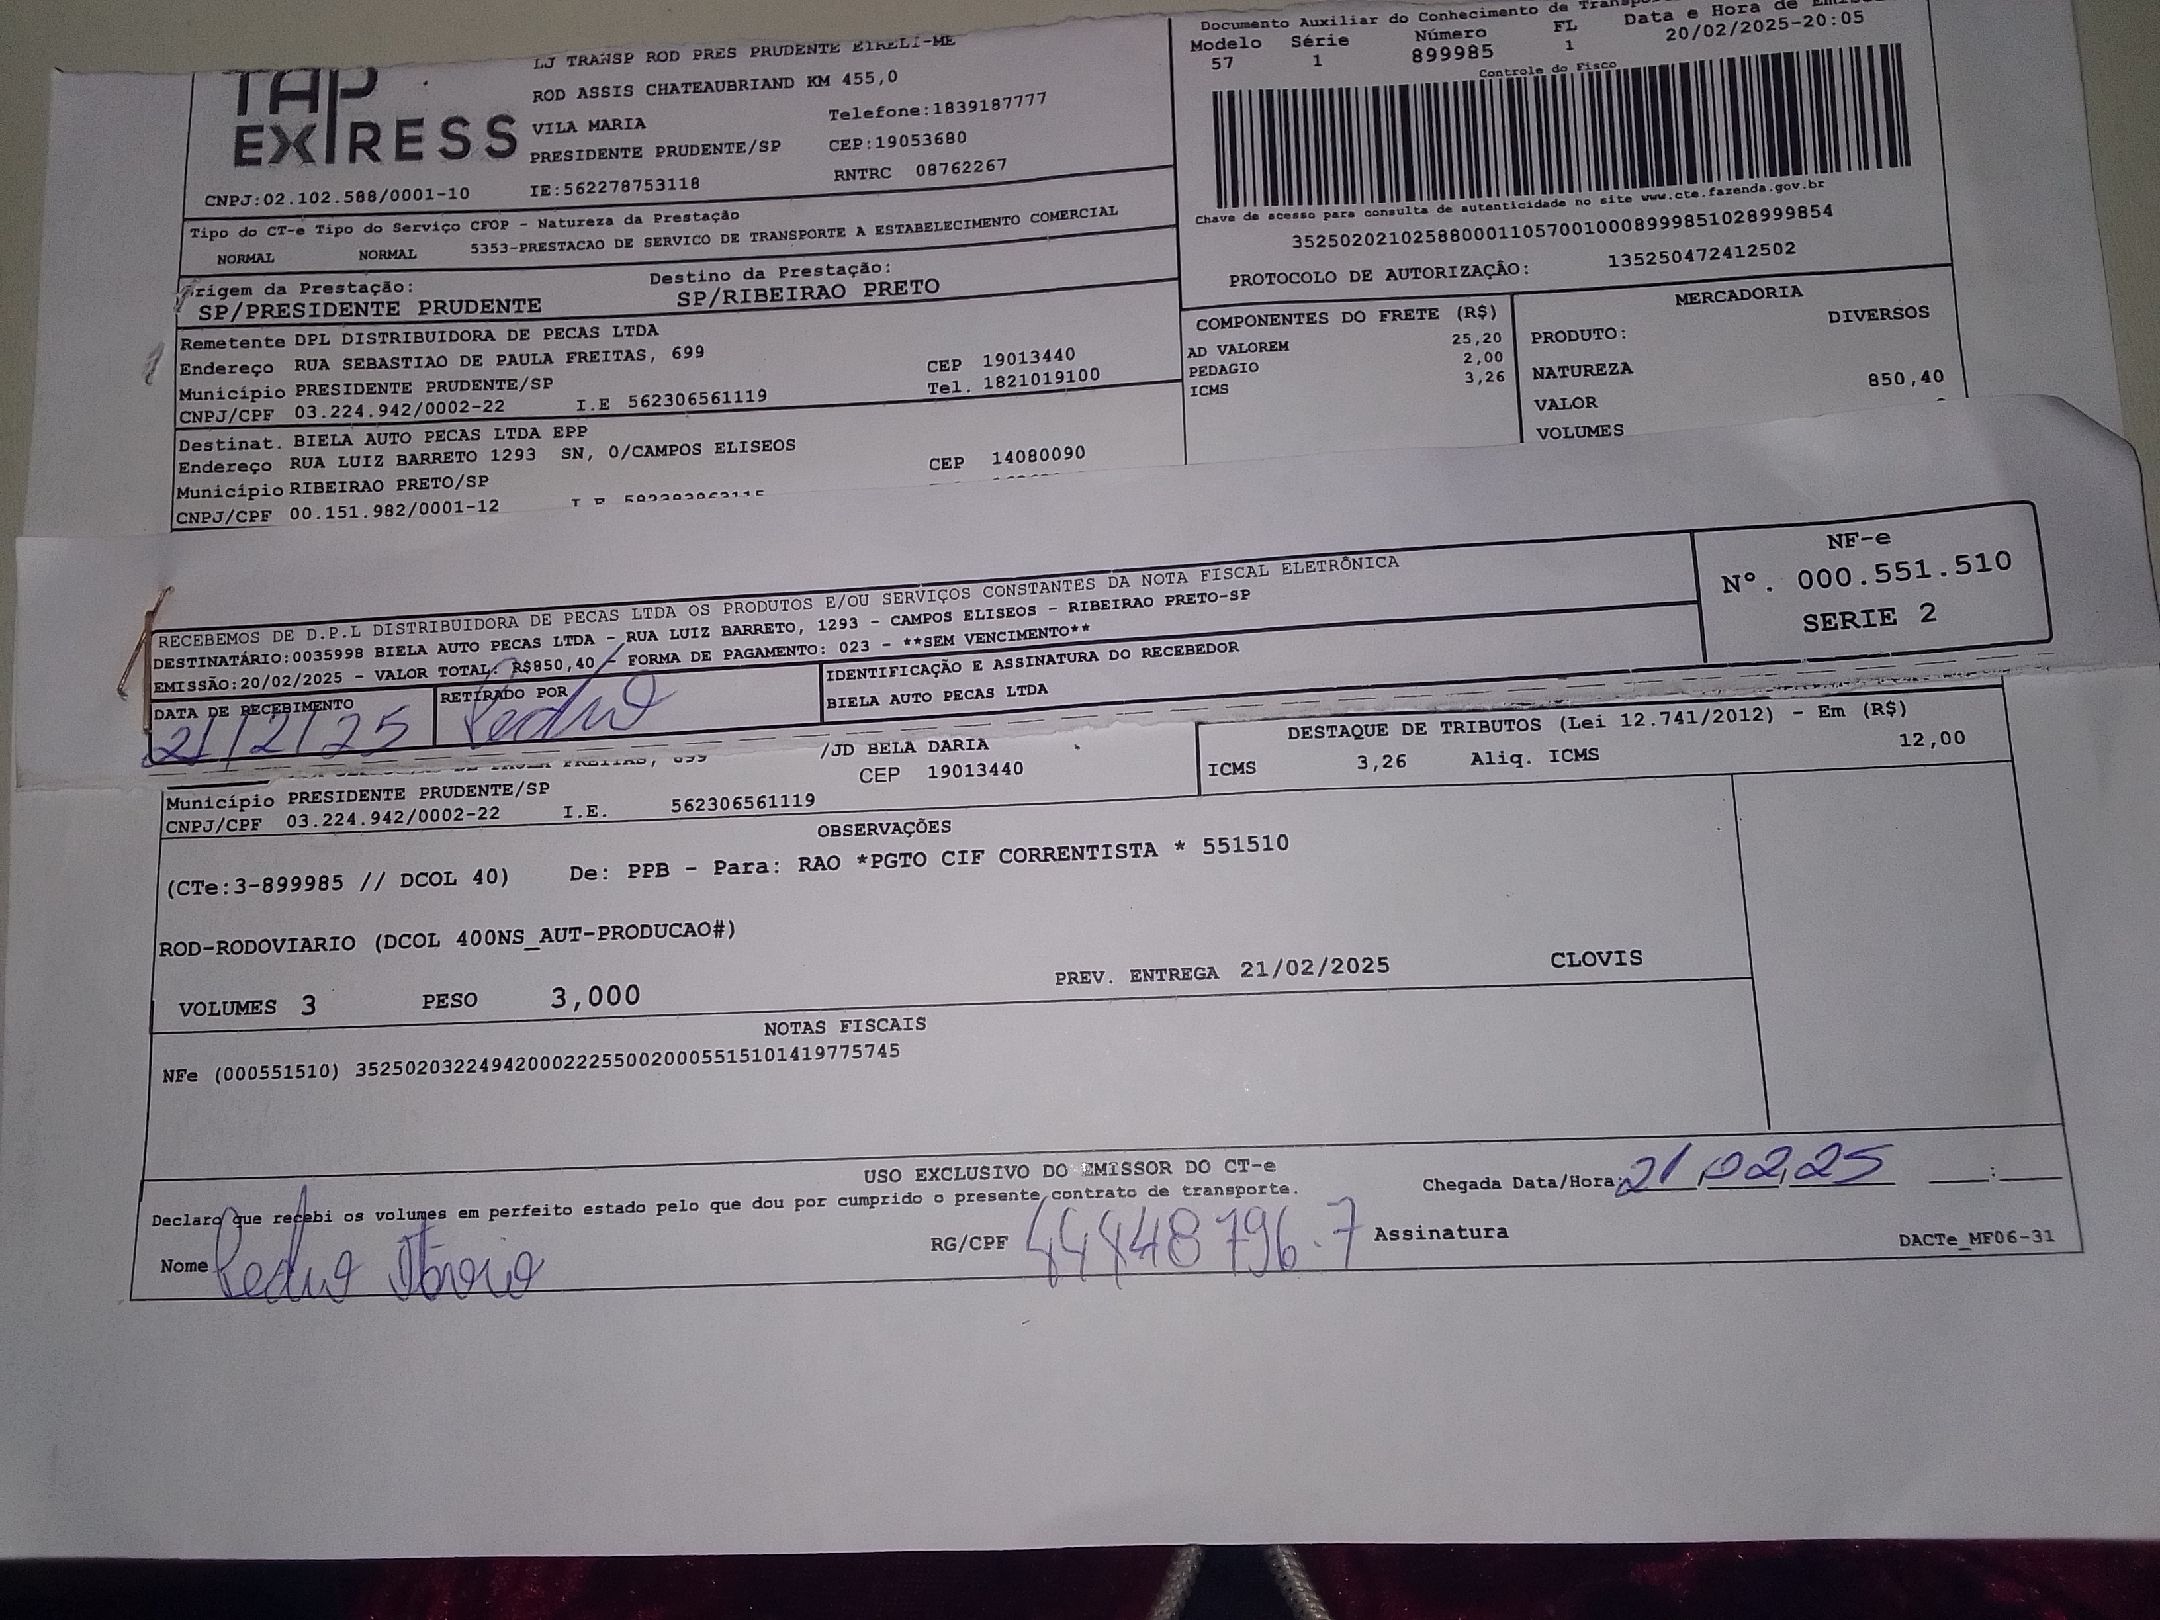 TAP
EXPRESS
LJ TRANSP ROD PRES PRUDENTE EIRELI-ME
ROD ASSIS CHATEAUBRIAND KM 455,0
VILA MARIA Telefone:1839187777
PRESIDENTE PRUDENTE/SP CEP:19053680
CNPJ:02.102.588/0001-10 IE:562278753118 RNTRC 08762267
Documento Auxiliar do Conhecimento de
Modelo Série Número FL Data e Hora de
57 1 899985 1 20/02/2025-20:05
Controle do Fisco
Chave de acesso para consulta de autenticidade no site www.cte.fazenda.gov.br
35250202102588000110570010008999851028999854
PROTOCOLO DE AUTORIZAÇÃO: 135250472412502
Tipo do CT-e Tipo do Serviço CFOP - Natureza da Prestação
NORMAL NORMAL 5353-PRESTACAO DE SERVICO DE TRANSPORTE A ESTABELECIMENTO COMERCIAL
Origem da Prestação: Destino da Prestação:
SP/PRESIDENTE PRUDENTE SP/RIBEIRAO PRETO
Remetente DPL DISTRIBUIDORA DE PECAS LTDA
Endereço RUA SEBASTIAO DE PAULA FREITAS, 699 CEP 19013440
Município PRESIDENTE PRUDENTE/SP Tel. 1821019100
CNPJ/CPF 03.224.942/0002-22 I.E 562306561119
Destinat. BIELA AUTO PECAS LTDA EPP
Endereço RUA LUIZ BARRETO 1293 SN, 0/CAMPOS ELISEOS CEP 14080090
Município RIBEIRAO PRETO/SP
CNPJ/CPF 00.151.982/0001-12
COMPONENTES DO FRETE (R$)
AD VALOREM 25,20
PEDAGIO 2,00
ICMS 3,26
MERCADORIA
PRODUTO: DIVERSOS
NATUREZA
VALOR 850,40
VOLUMES
RECEBEMOS DE D.P.L DISTRIBUIDORA DE PECAS LTDA OS PRODUTOS E/OU SERVIÇOS CONSTANTES DA NOTA FISCAL ELETRÔNICA
DESTINATÁRIO:0035998 BIELA AUTO PECAS LTDA - RUA LUIZ BARRETO, 1293 - CAMPOS ELISEOS - RIBEIRAO PRETO-SP
EMISSÃO:20/02/2025 - VALOR TOTAL: R$850,40 - FORMA DE PAGAMENTO: 023 - **SEM VENCIMENTO**
NF-e
Nº. 000.551.510
SERIE 2
DATA DE RECEBIMENTO RETIRADO POR IDENTIFICAÇÃO E ASSINATURA DO RECEBEDOR
21/2/25 Pedro BIELA AUTO PECAS LTDA
/JD BELA DARIA
CEP 19013440
Município PRESIDENTE PRUDENTE/SP
CNPJ/CPF 03.224.942/0002-22 I.E. 562306561119
DESTAQUE DE TRIBUTOS (Lei 12.741/2012) - Em (R$)
ICMS 3,26 Aliq. ICMS 12,00
OBSERVAÇÕES
(CTe:3-899985 // DCOL 40) De: PPB - Para: RAO *PGTO CIF CORRENTISTA * 551510
ROD-RODOVIARIO (DCOL 400NS_AUT-PRODUCAO#)
PREV. ENTREGA 21/02/2025 CLOVIS
VOLUMES 3 PESO 3,000
NOTAS FISCAIS
NFe (000551510) 35250203224942000222550020005515101419775745
USO EXCLUSIVO DO EMISSOR DO CT-e
Declaro que recebi os volumes em perfeito estado pelo que dou por cumprido o presente contrato de transporte.
Chegada Data/Hora: 21,02,25 :
Nome Pedro RG/CPF 44448796.7 Assinatura
DACTe_MF06-31